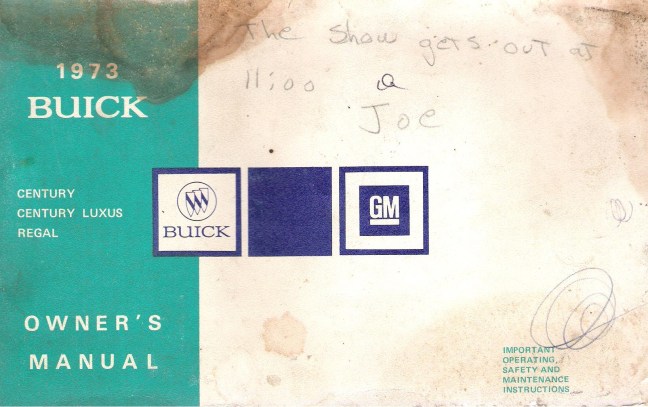 The show gets out at
11:00 a
Joe
1973
BUICK
CENTURY
CENTURY LUXUS
REGAL
BUICK
GM
OWNER'S
MANUAL
IMPORTANT
OPERATING,
SAFETY AND
MAINTENANCE
INSTRUCTIONS